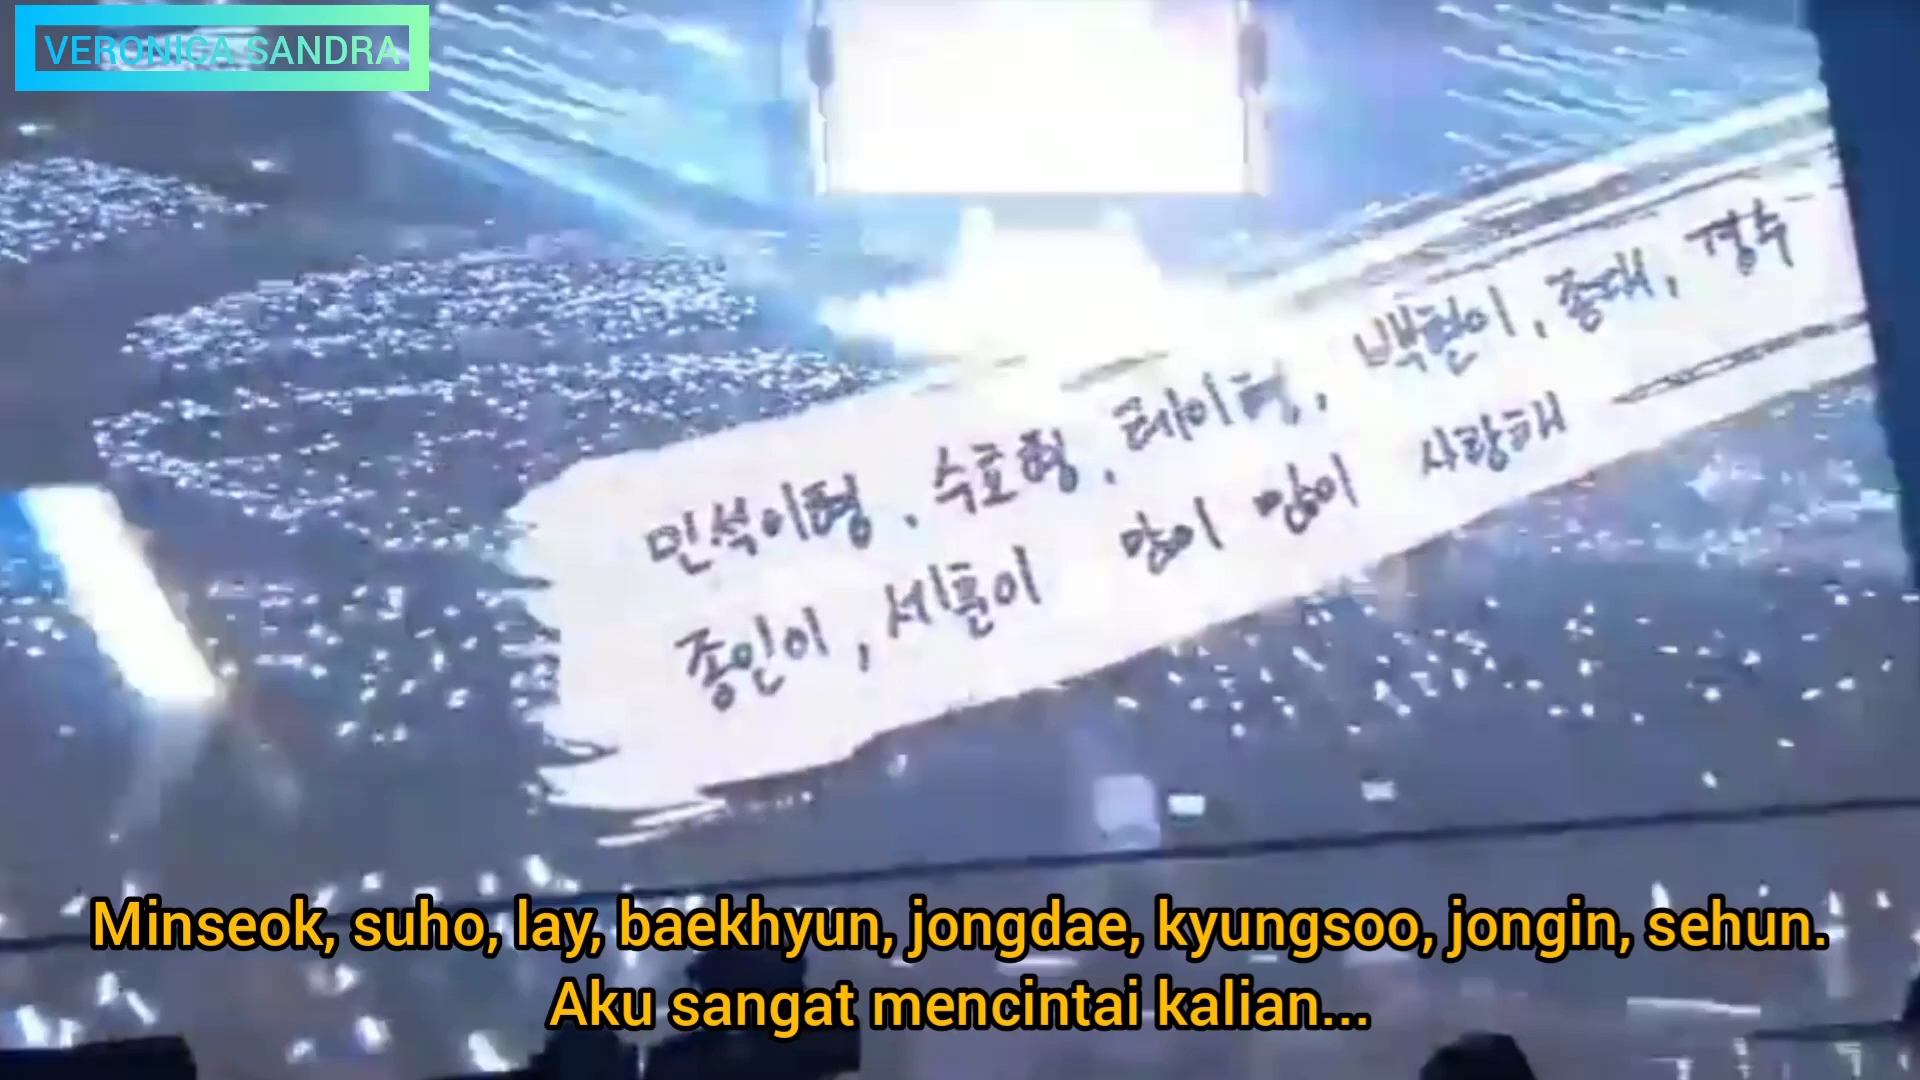 VERONICA SANDRA
민석이형, 수호형, 레이형, 백현이, 종대, 경수
종인이, 세훈이 많이 많이 사랑해
Minseok, suho, lay, baekhyun, jongdae, kyungsoo, jongin, sehun.
Aku sangat mencintai kalian...